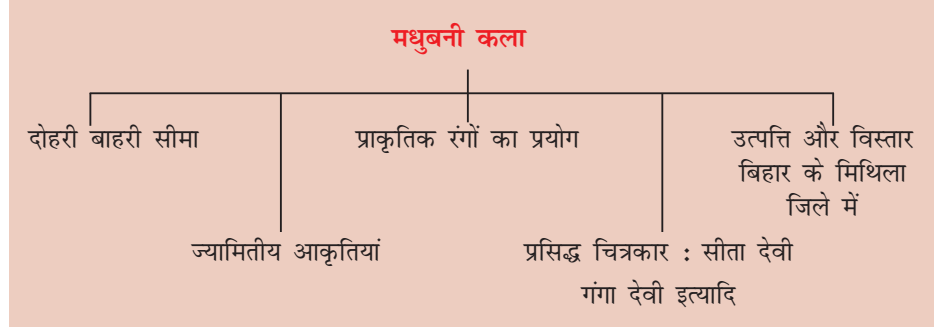 मधुबनी कला
दोहरी बाहरी सीमा
प्राकृतिक रंगों का प्रयोग
उत्पत्ति और विस्तार
बिहार के मिथिला
जिले में
ज्यामितीय आकृतियां
प्रसिद्ध चित्रकार : सीता देवी
गंगा देवी इत्यादि